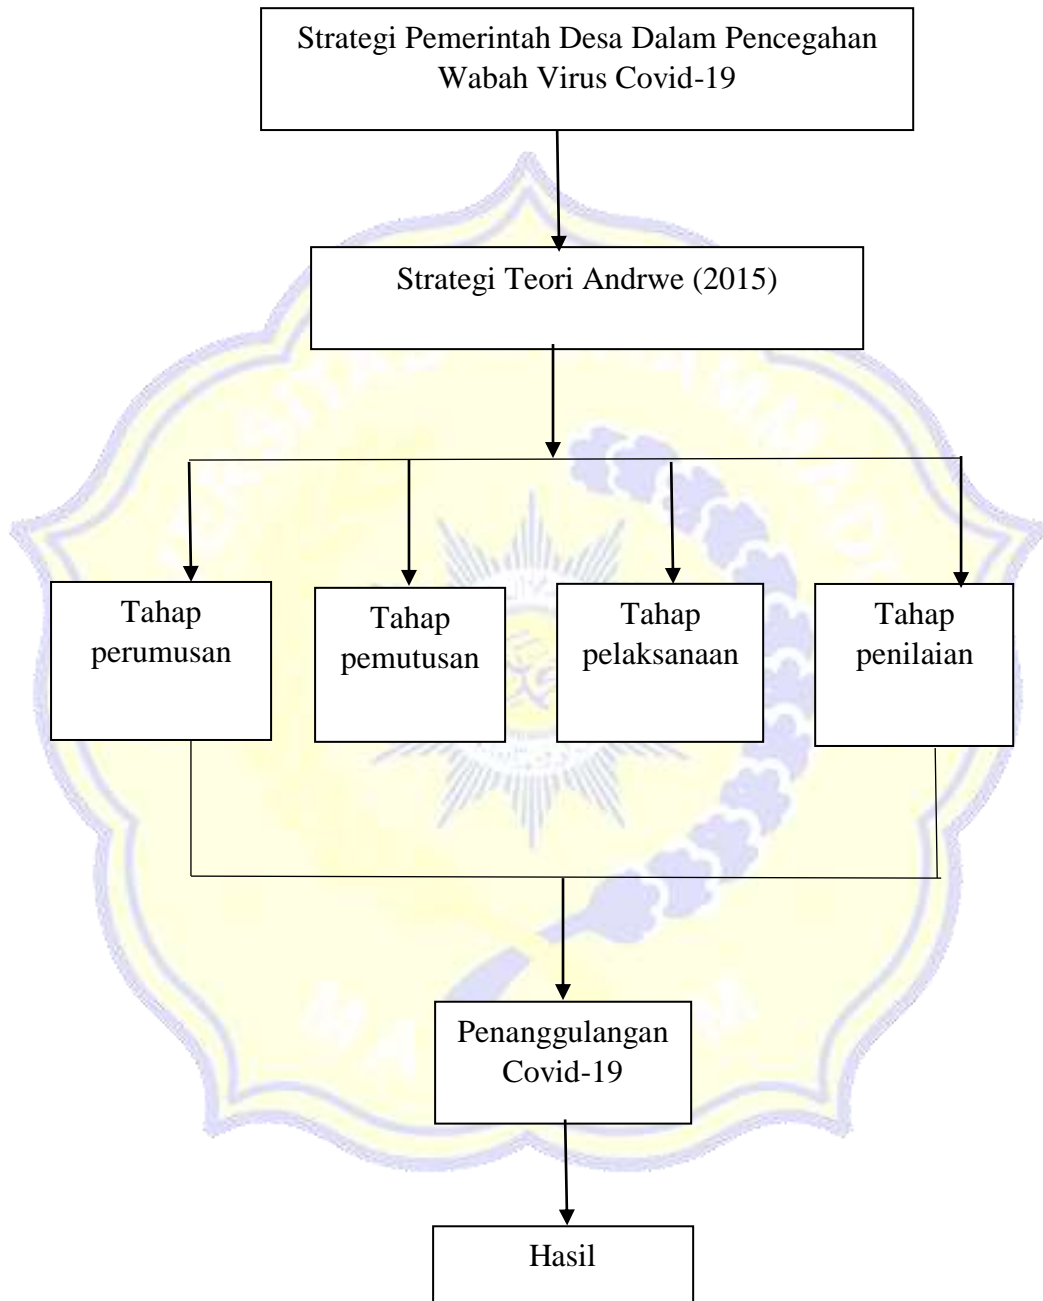 Strategi Pemerintah Desa Dalam Pencegahan
Wabah Virus Covid-19
Strategi Teori Andrwe (2015)
Tahap
perumusan
Tahap
pemutusan
Tahap
pelaksanaan
Tahap
penilaian
Penanggulangan
Covid-19
Hasil